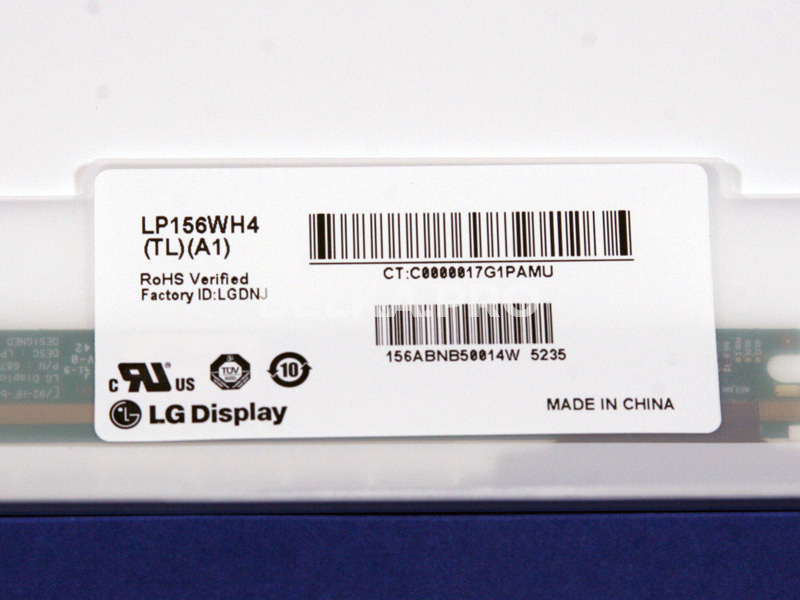 LP156WH4
(TL)(A1)
RoHS Verified
Factory ID:LGDNJ
CT:C0000017G1PAMU
156ABNB50014W 5235
c RU US
TÜV
10
LG Display
MADE IN CHINA